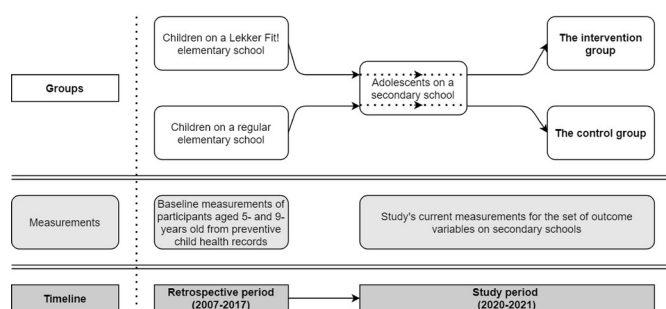 Children on a Lekker Fit!
elementary school
The intervention
group
Groups
Adolescents on a
secondary school
Children on a regular
elementary school
The control group
Measurements
Baseline measurements of
participants aged 5- and 9-
years old from preventive
child health records
Study's current measurements for the set of outcome
variables on secondary schools
Timeline
Retrospective period
(2007-2017)
Study period
(2020-2021)